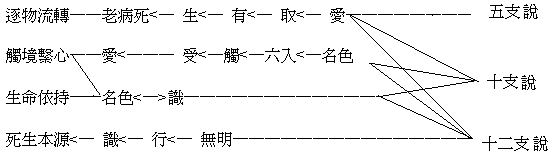 逐物流轉——老病死<— 生<— 有<— 取<— 愛————————— 五支說
觸境繫心——愛<—— 受<—觸<—六入<—名色
十支說
生命依持——名色<—>識——————————
死生本源<— 識<—行<—無明—————————————— 十二支說